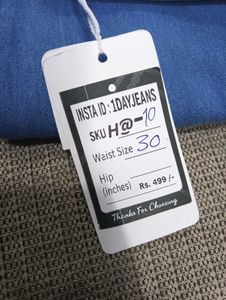 INSTA ID : 1DAYJEANS
SKU H@-10
Waist Size 30
Hip
(inches) Rs. 499 /-
Thanks For Choosing